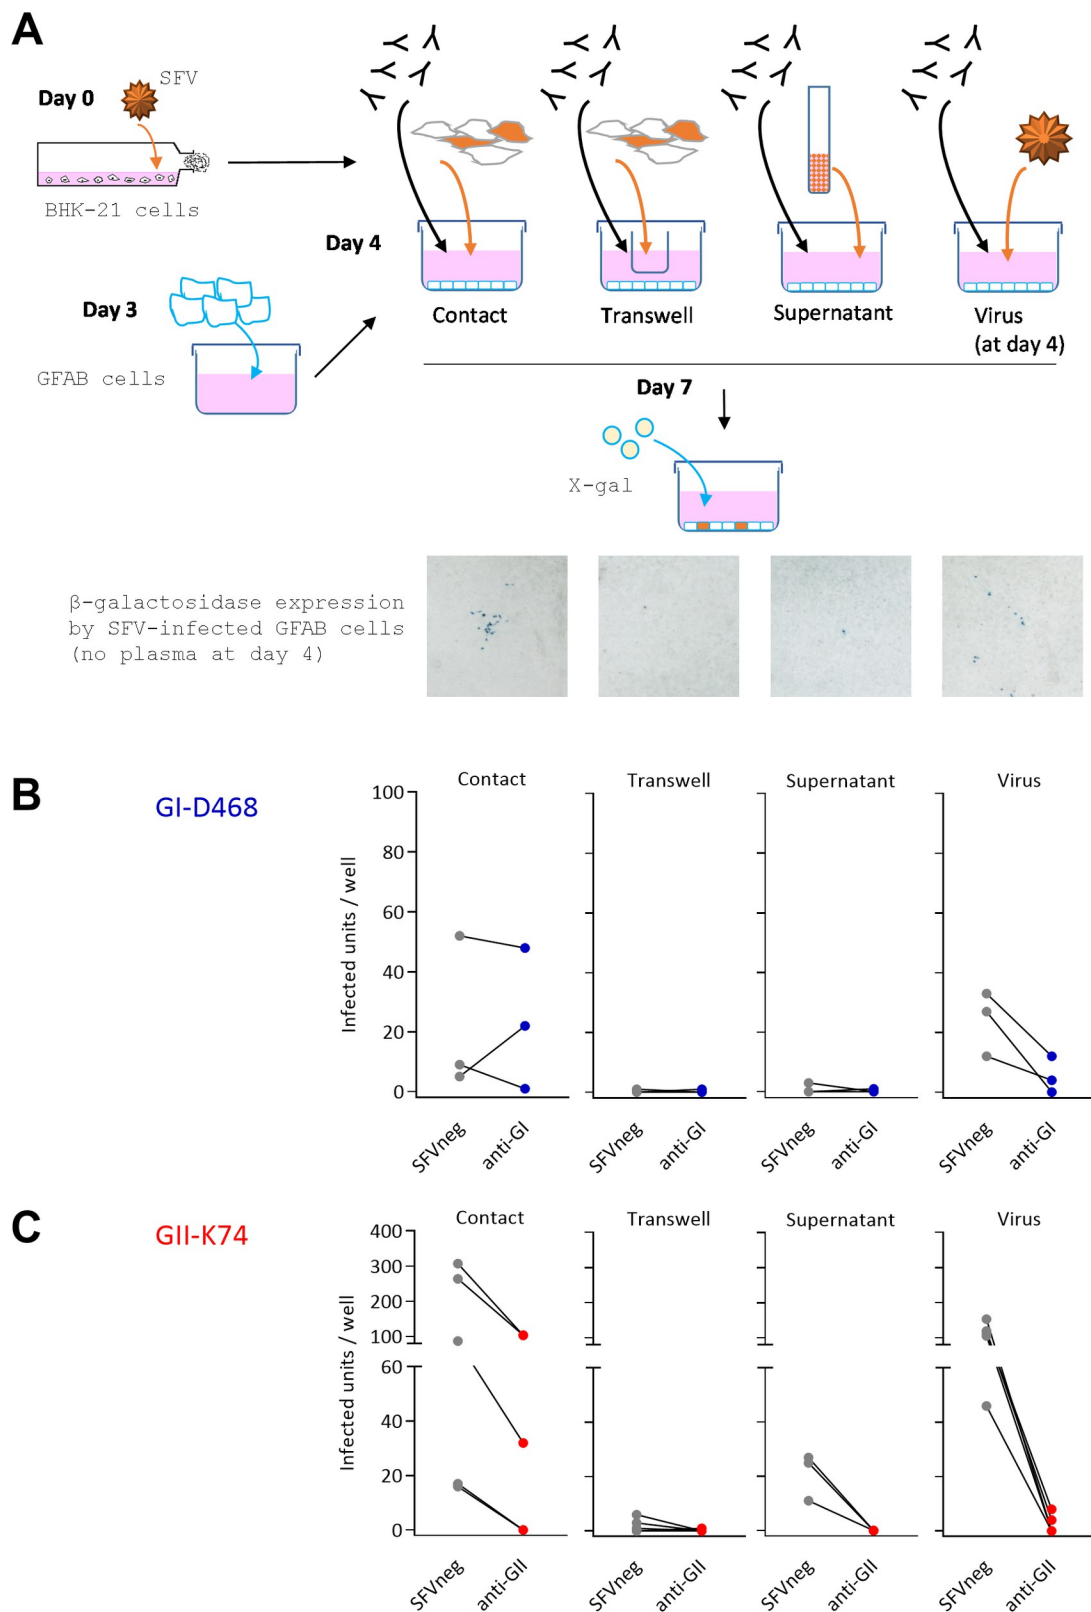 A
SFV
Day 0
BHK-21 cells
Day 4
Day 3
GFAB cells
Contact
Transwell
Supernatant
Virus
(at day 4)
Day 7
X-gal
β-galactosidase expression
by SFV-infected GFAB cells
(no plasma at day 4)
B
GI-D468
Contact
Transwell
Supernatant
Virus
Infected units / well
100
80
60
40
20
0
SFVneg
anti-GI
SFVneg
anti-GI
SFVneg
anti-GI
SFVneg
anti-GI
C
GII-K74
Contact
Transwell
Supernatant
Virus
Infected units / well
400
300
200
100
60
40
20
0
SFVneg
anti-GII
SFVneg
anti-GII
SFVneg
anti-GII
SFVneg
anti-GII